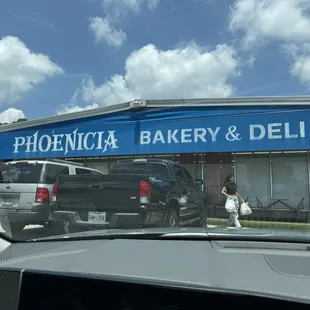 PHOENICIA BAKERY & DELI